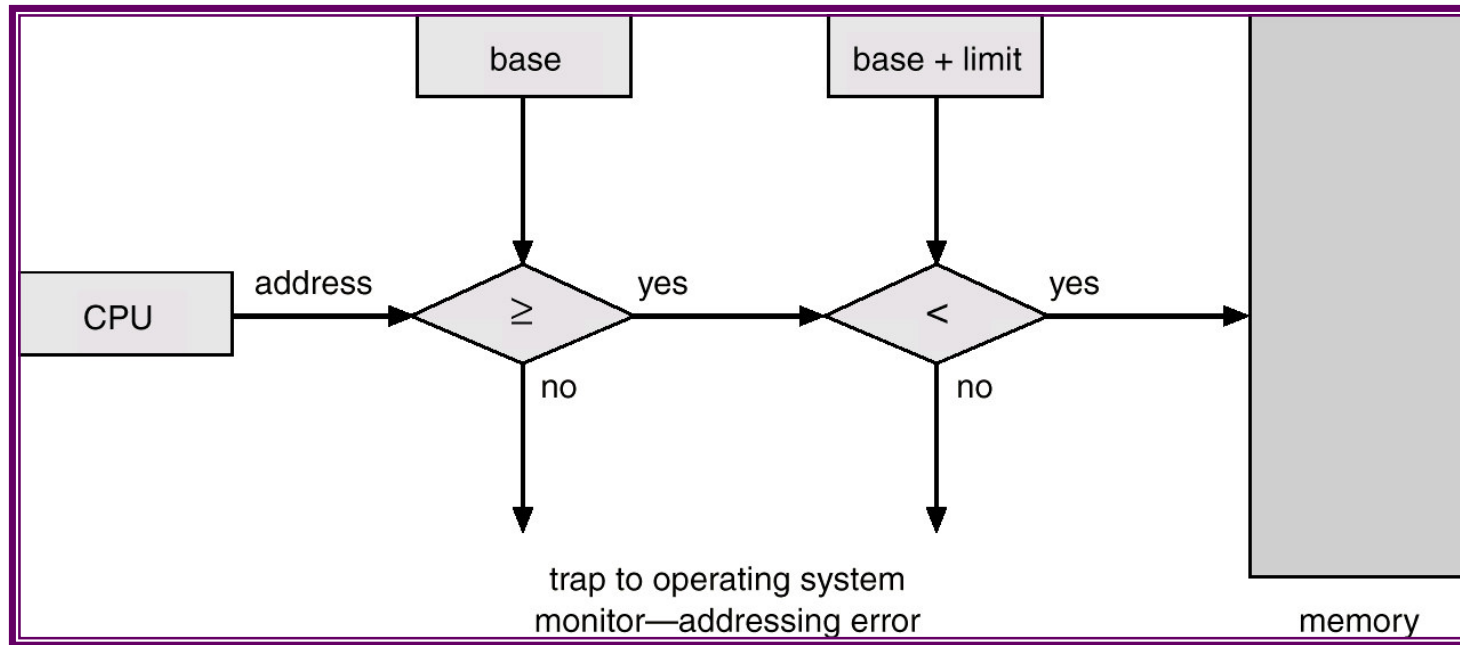 base
base + limit
address
yes
yes
CPU
≥
<
no
no
trap to operating system
monitor—addressing error
memory